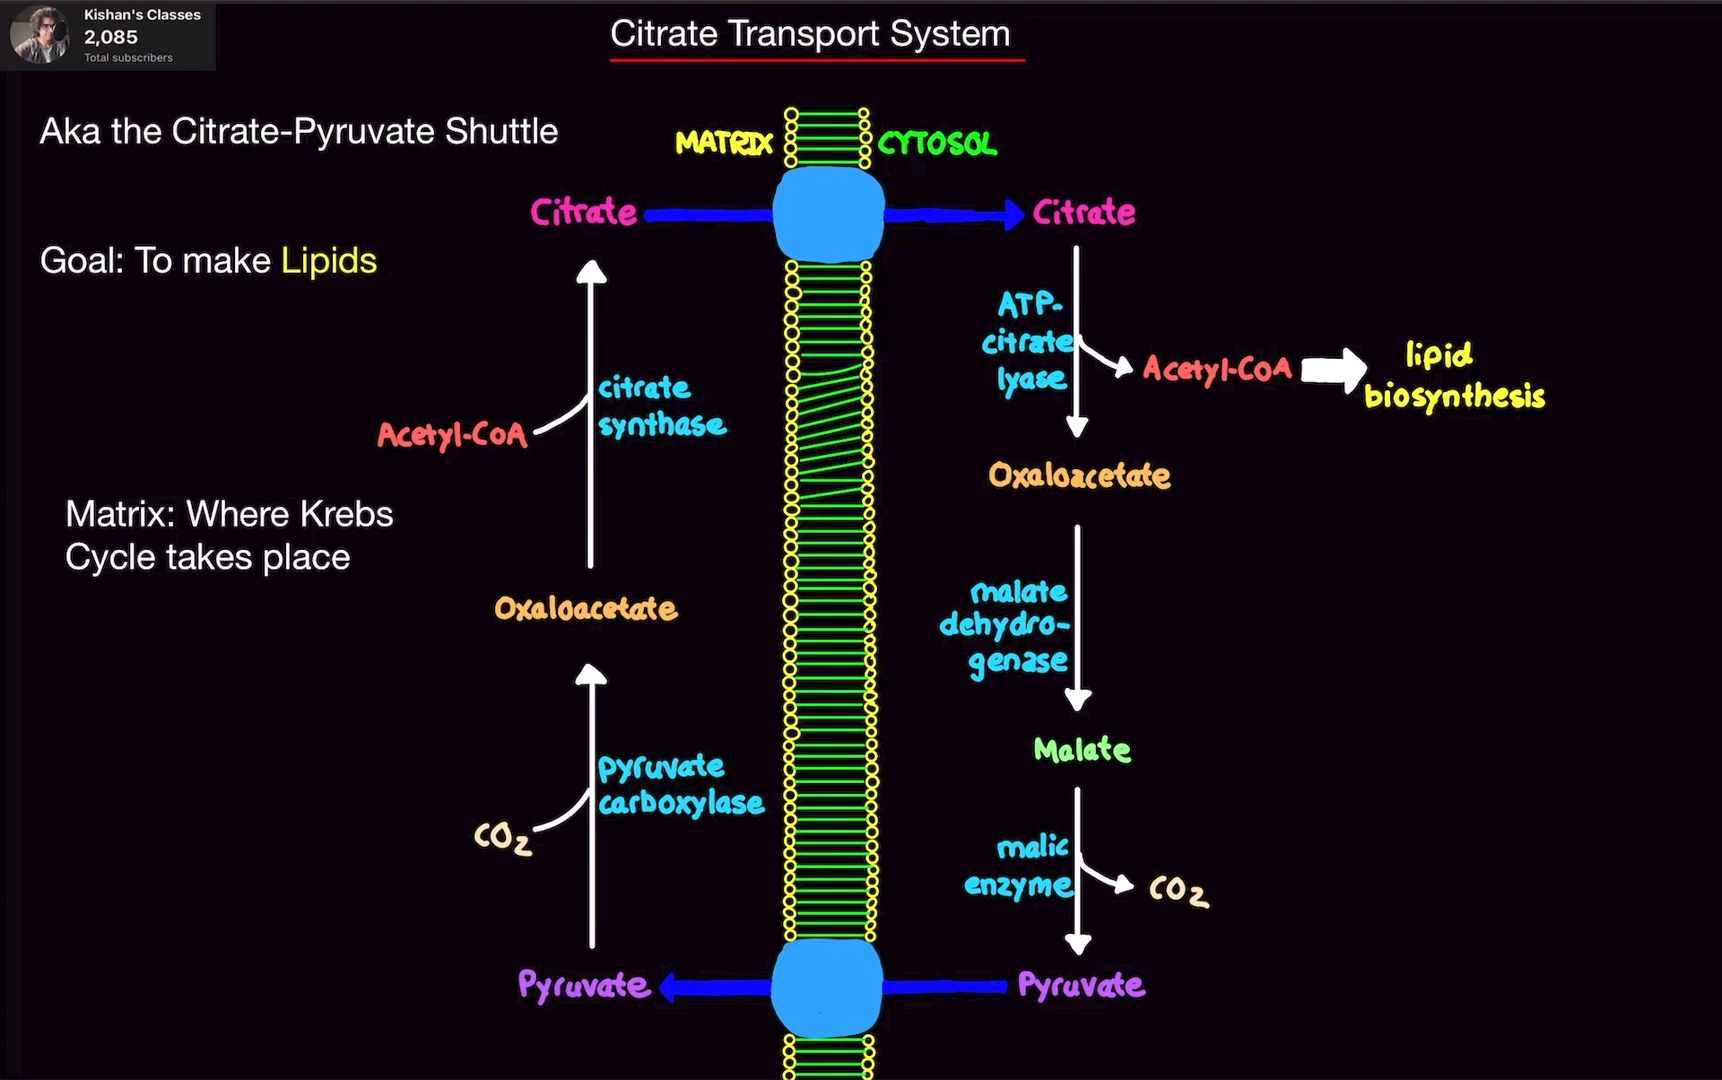 Kishan's Classes
2,085
Total subscribers
Citrate Transport System
Aka the Citrate-Pyruvate Shuttle
MATRIX
CYTOSOL
Citrate
Citrate
Goal: To make Lipids
ATP-
citrate
lyase
Acetyl-CoA
lipid
biosynthesis
citrate
synthase
Acetyl-CoA
Oxaloacetate
Matrix: Where Krebs
Cycle takes place
Oxaloacetate
malate
dehydro-
genase
Malate
pyruvate
carboxylase
CO2
malic
enzyme
CO2
Pyruvate
Pyruvate